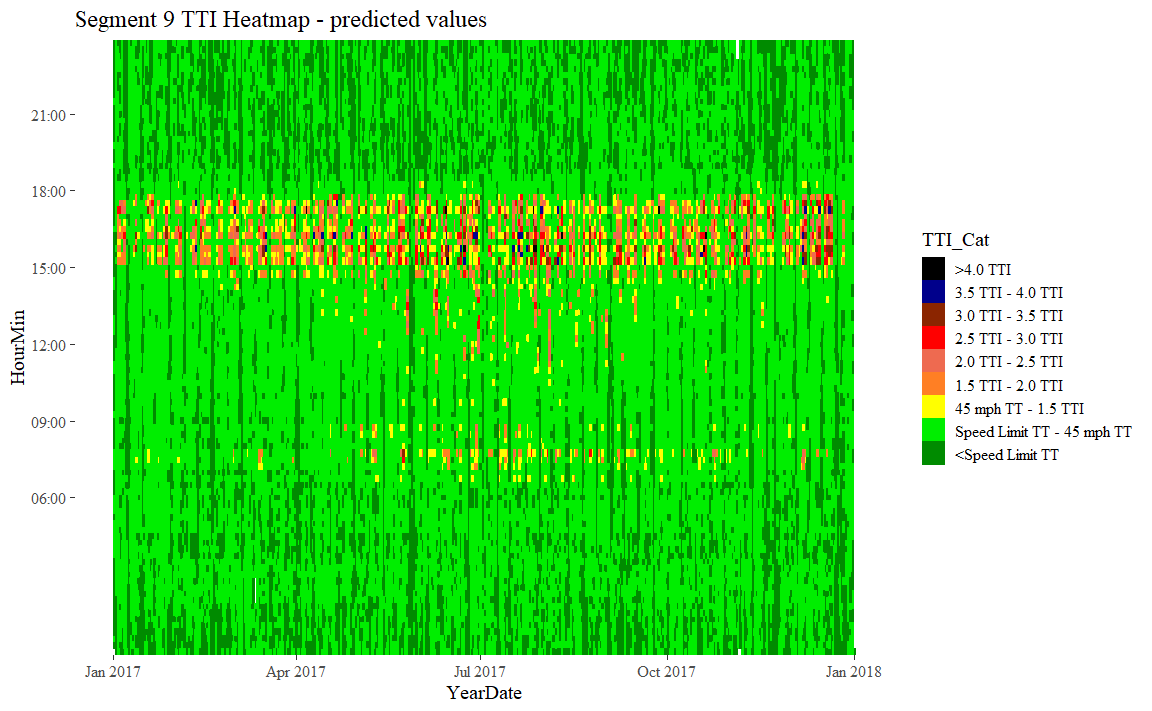 Segment 9 TTI Heatmap - predicted values
21:00
18:00
15:00
12:00
09:00
06:00
HourMin
Jan 2017
Apr 2017
Jul 2017
Oct 2017
Jan 2018
YearDate
TTI_Cat
>4.0 TTI
3.5 TTI - 4.0 TTI
3.0 TTI - 3.5 TTI
2.5 TTI - 3.0 TTI
2.0 TTI - 2.5 TTI
1.5 TTI - 2.0 TTI
45 mph TT - 1.5 TTI
Speed Limit TT - 45 mph TT
<Speed Limit TT